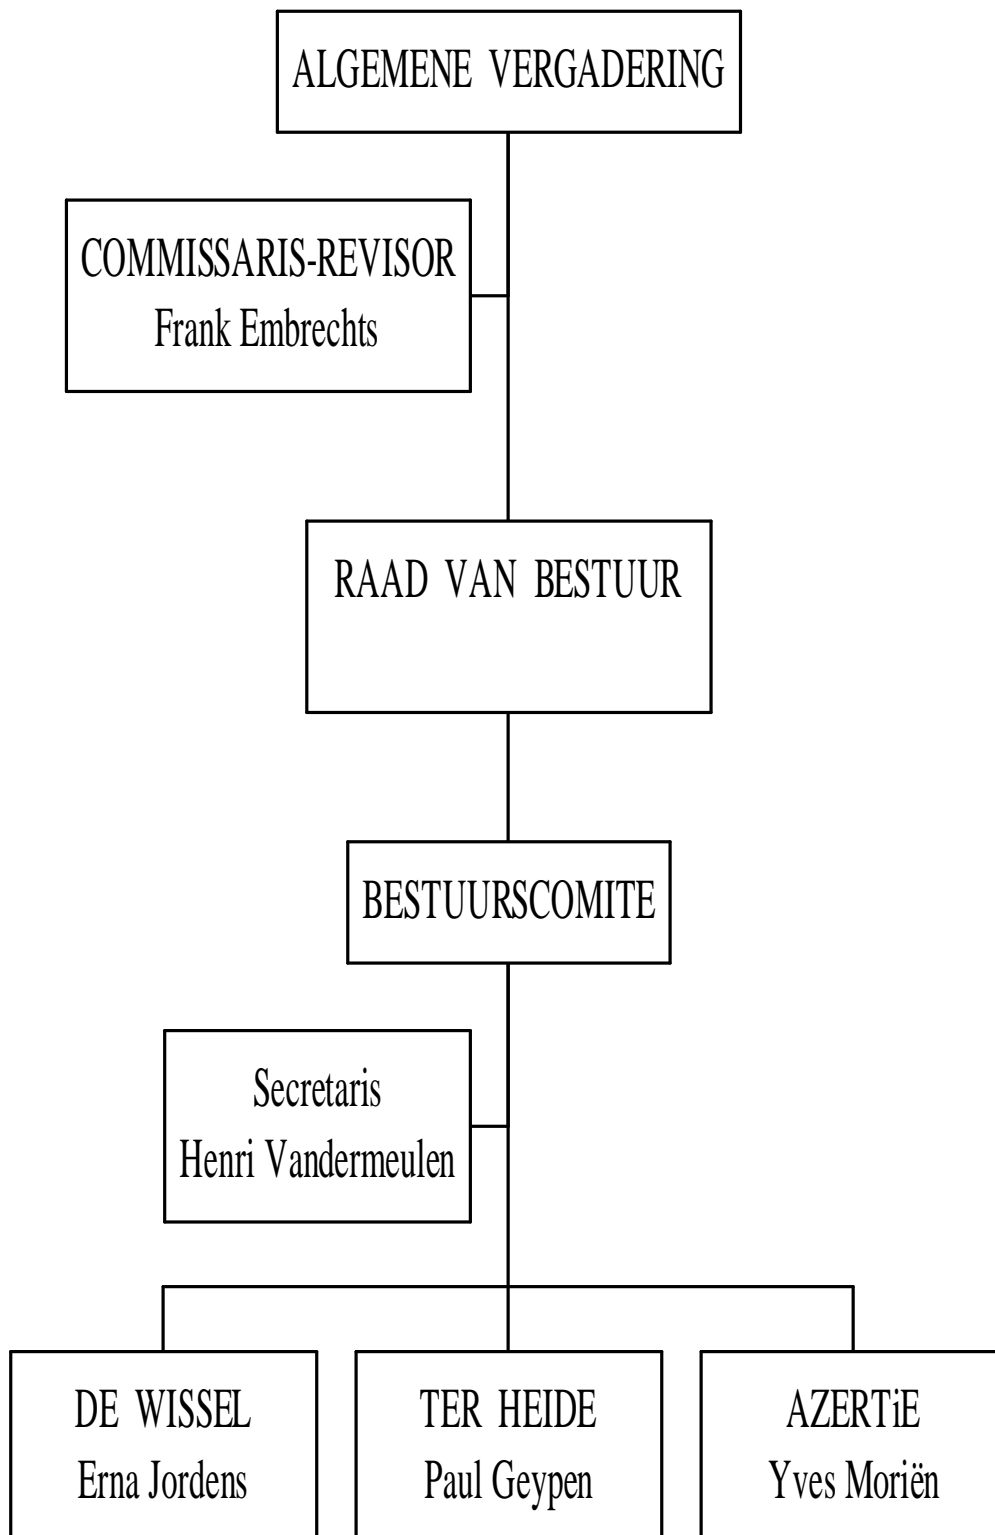 ALGEMENE VERGADERING
COMMISSARIS-REVISOR
Frank Embrechts
RAAD VAN BESTUUR
BESTUURSCOMITE
Secretaris
Henri Vandermeulen
DE WISSEL
Erna Jordens
TER HEIDE
Paul Geypen
AZERTiE
Yves Moriën